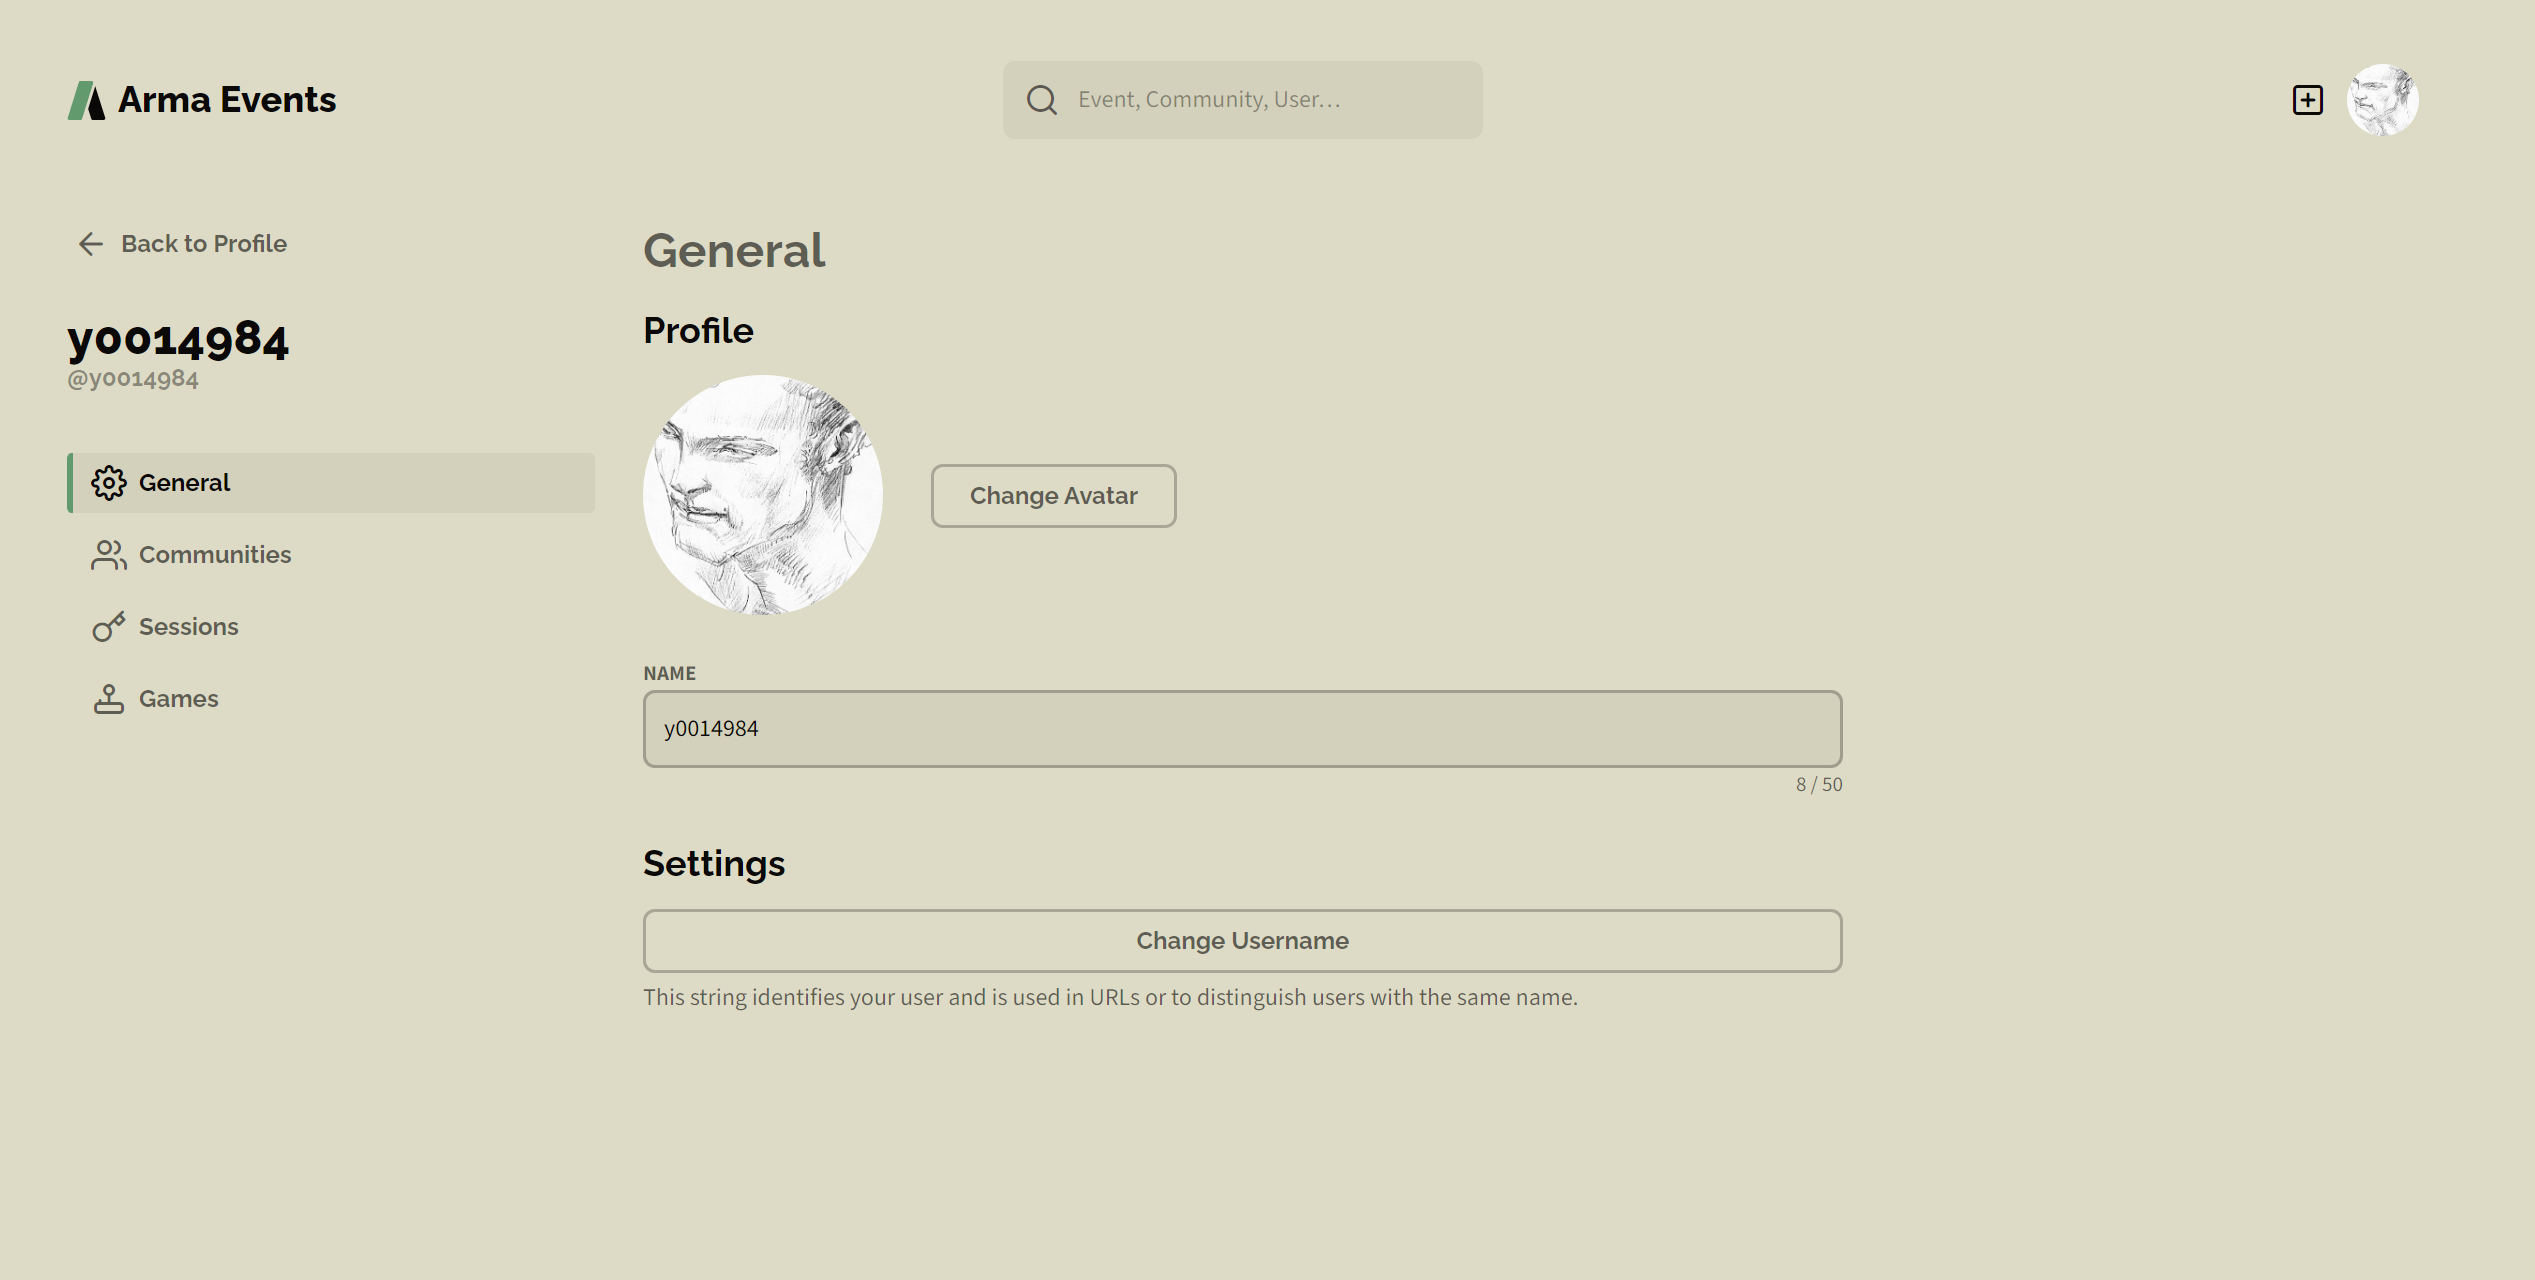 Arma Events
Event, Community, User...
Back to Profile
y0014984
@y0014984
General
Communities
Sessions
Games
General
Profile
Change Avatar
NAME
y0014984
8 / 50
Settings
Change Username
This string identifies your user and is used in URLs or to distinguish users with the same name.